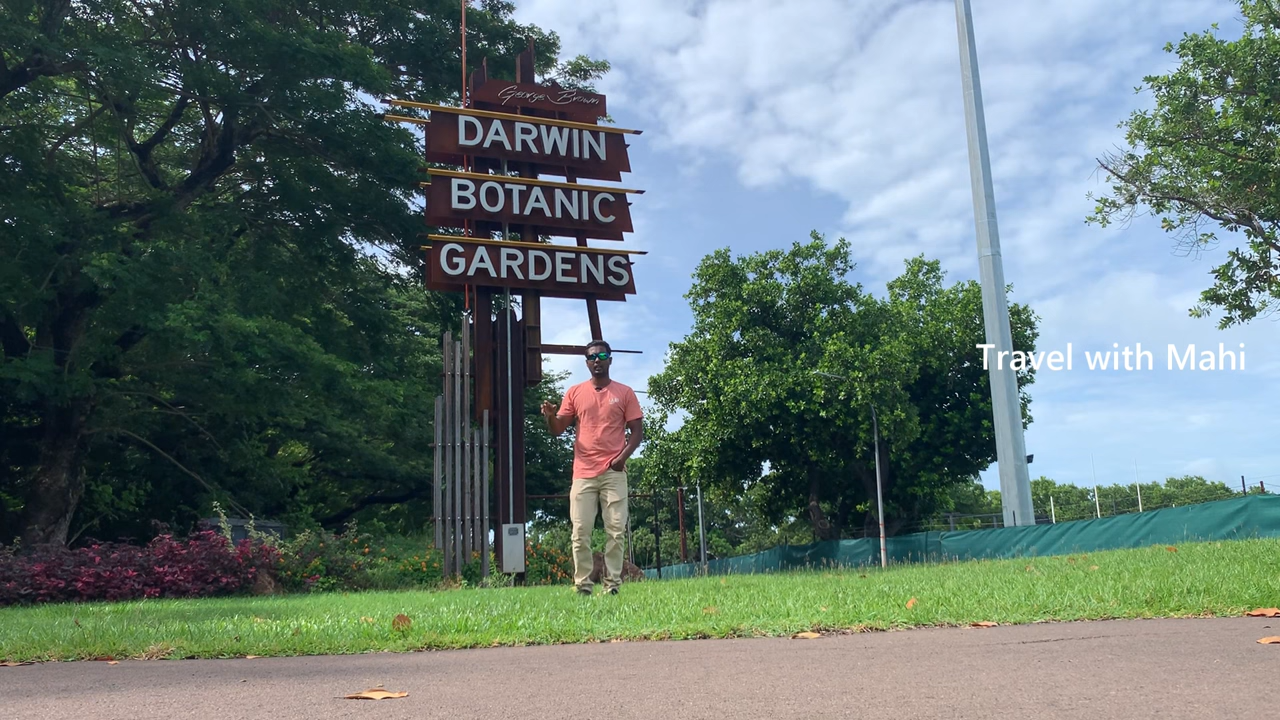 George Brown
DARWIN
BOTANIC
GARDENS
Travel with Mahi